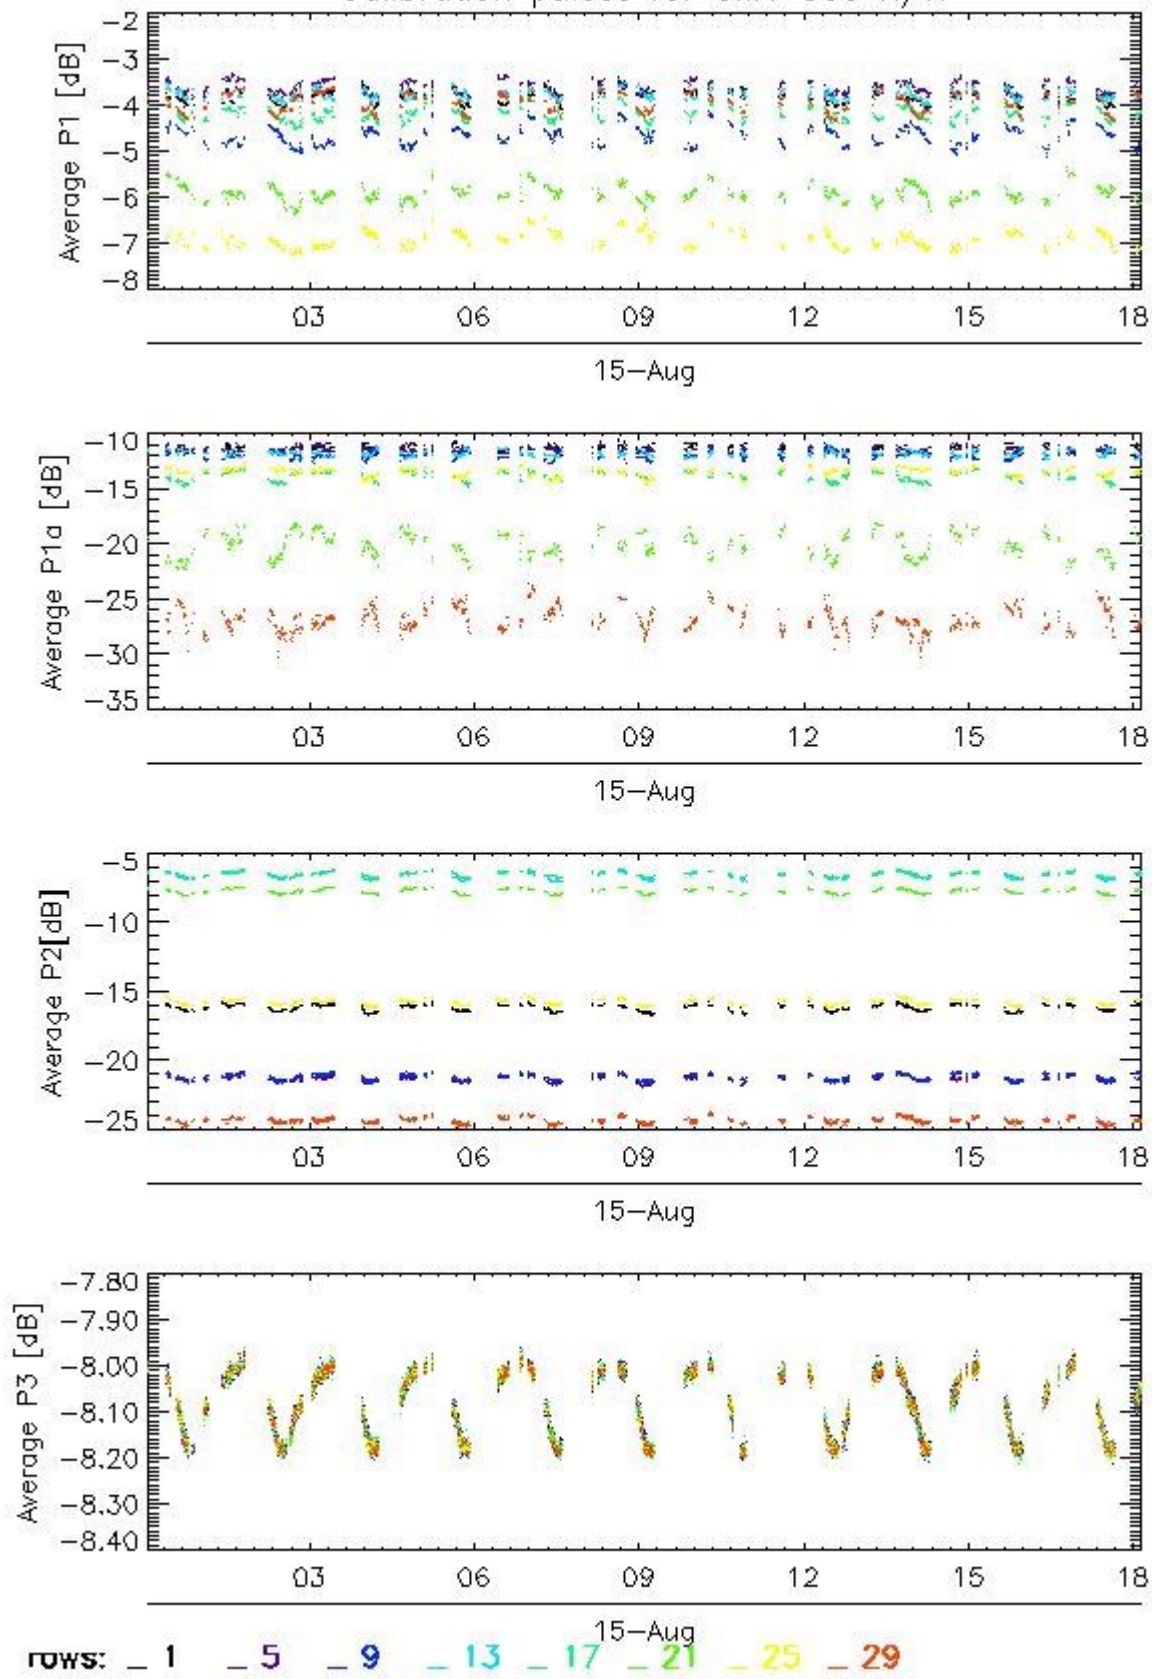 -2
-3
-4
-5
-6
-7
-8
Average P1 [dB]
03 06 09 12 15 18
15-Aug
-10
-15
-20
-25
-30
-35
Average P1a [dB]
03 06 09 12 15 18
15-Aug
-5
-10
-15
-20
-25
Average P2[dB]
03 06 09 12 15 18
15-Aug
-7.80
-7.90
-8.00
-8.10
-8.20
-8.30
-8.40
Average P3 [dB]
03 06 09 12 15 18
15-Aug
rows: _ 1 _ 5 _ 9 _ 13 _ 17 _ 21 _ 25 _ 29